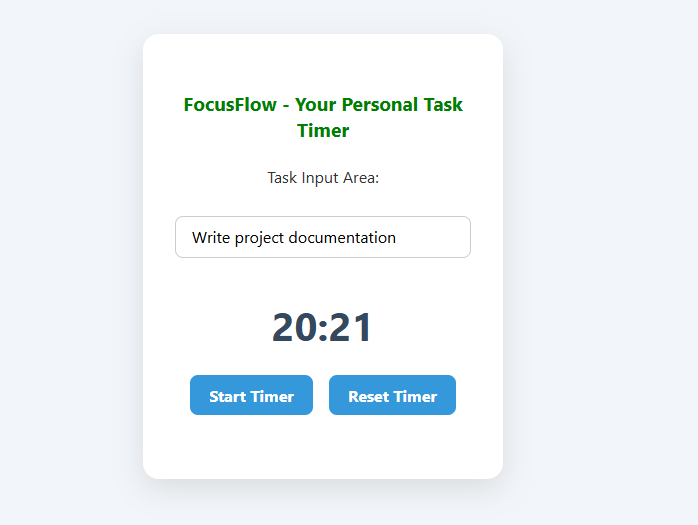 FocusFlow - Your Personal Task
Timer
Task Input Area:
Write project documentation
20:21
Start Timer
Reset Timer